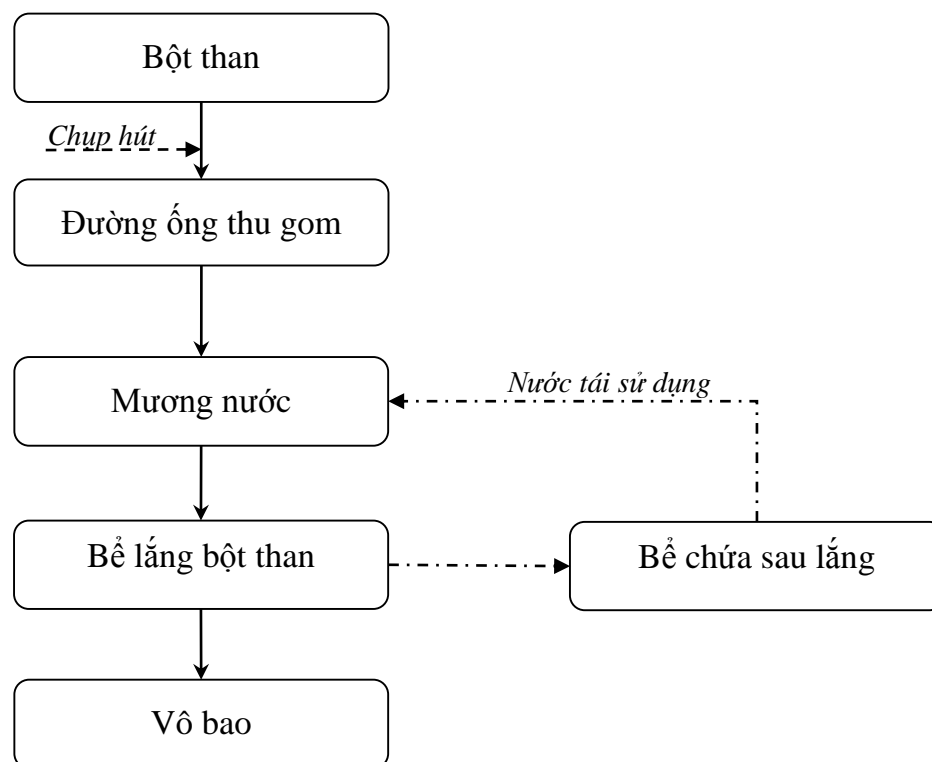 Bột than
Chụp hút
Đường ống thu gom
Nước tái sử dụng
Mương nước
Bể lắng bột than
Bể chứa sau lắng
Vô bao